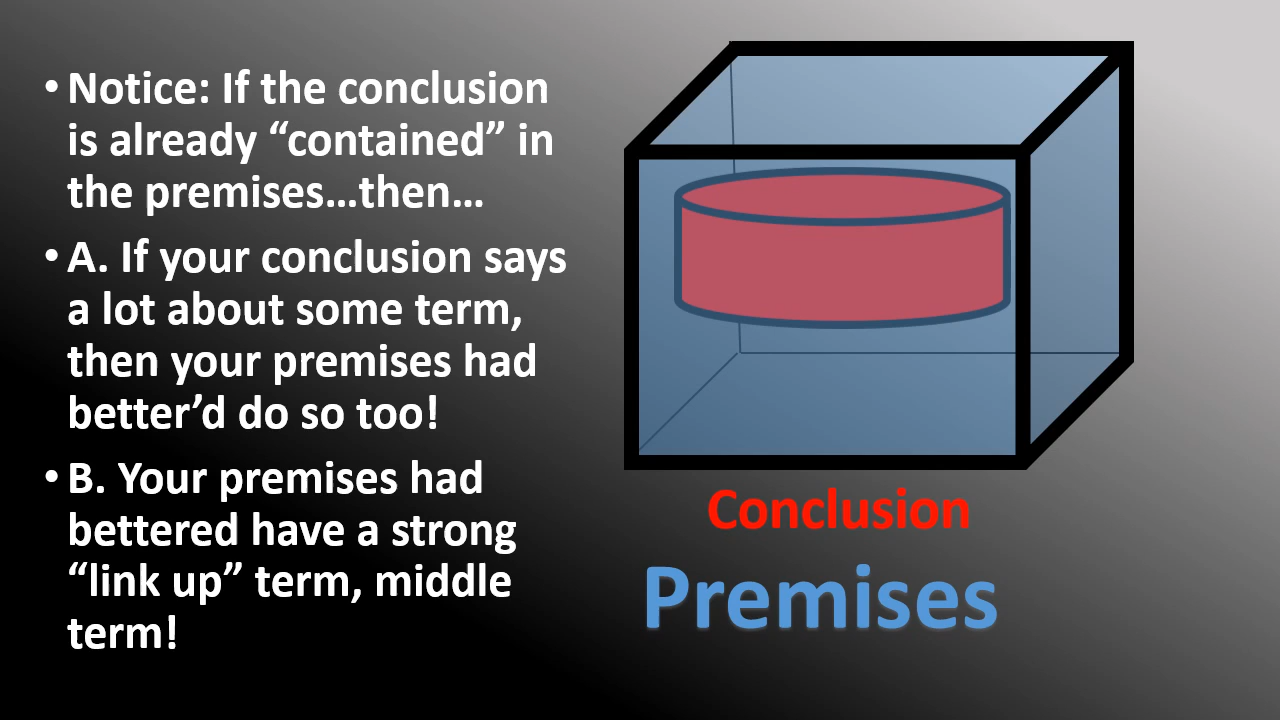 • Notice: If the conclusion
is already “contained” in
the premises…then…
• A. If your conclusion says
a lot about some term,
then your premises had
better’d do so too!
• B. Your premises had
bettered have a strong
“link up” term, middle
term!
Conclusion
Premises